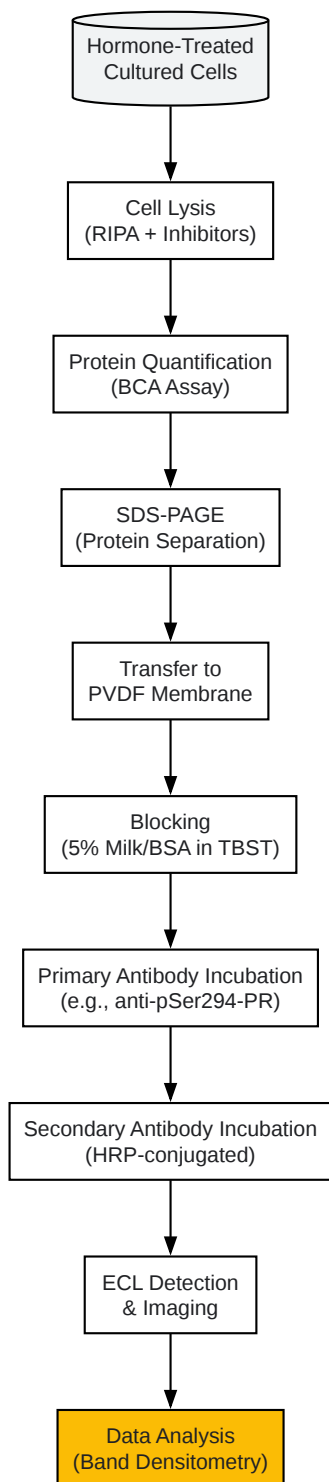 Hormone-Treated
Cultured Cells
Cell Lysis
(RIPA + Inhibitors)
Protein Quantification
(BCA Assay)
SDS-PAGE
(Protein Separation)
Transfer to
PVDF Membrane
Blocking
(5% Milk/BSA in TBST)
Primary Antibody Incubation
(e.g., anti-pSer294-PR)
Secondary Antibody Incubation
(HRP-conjugated)
ECL Detection
& Imaging
Data Analysis
(Band Densitometry)